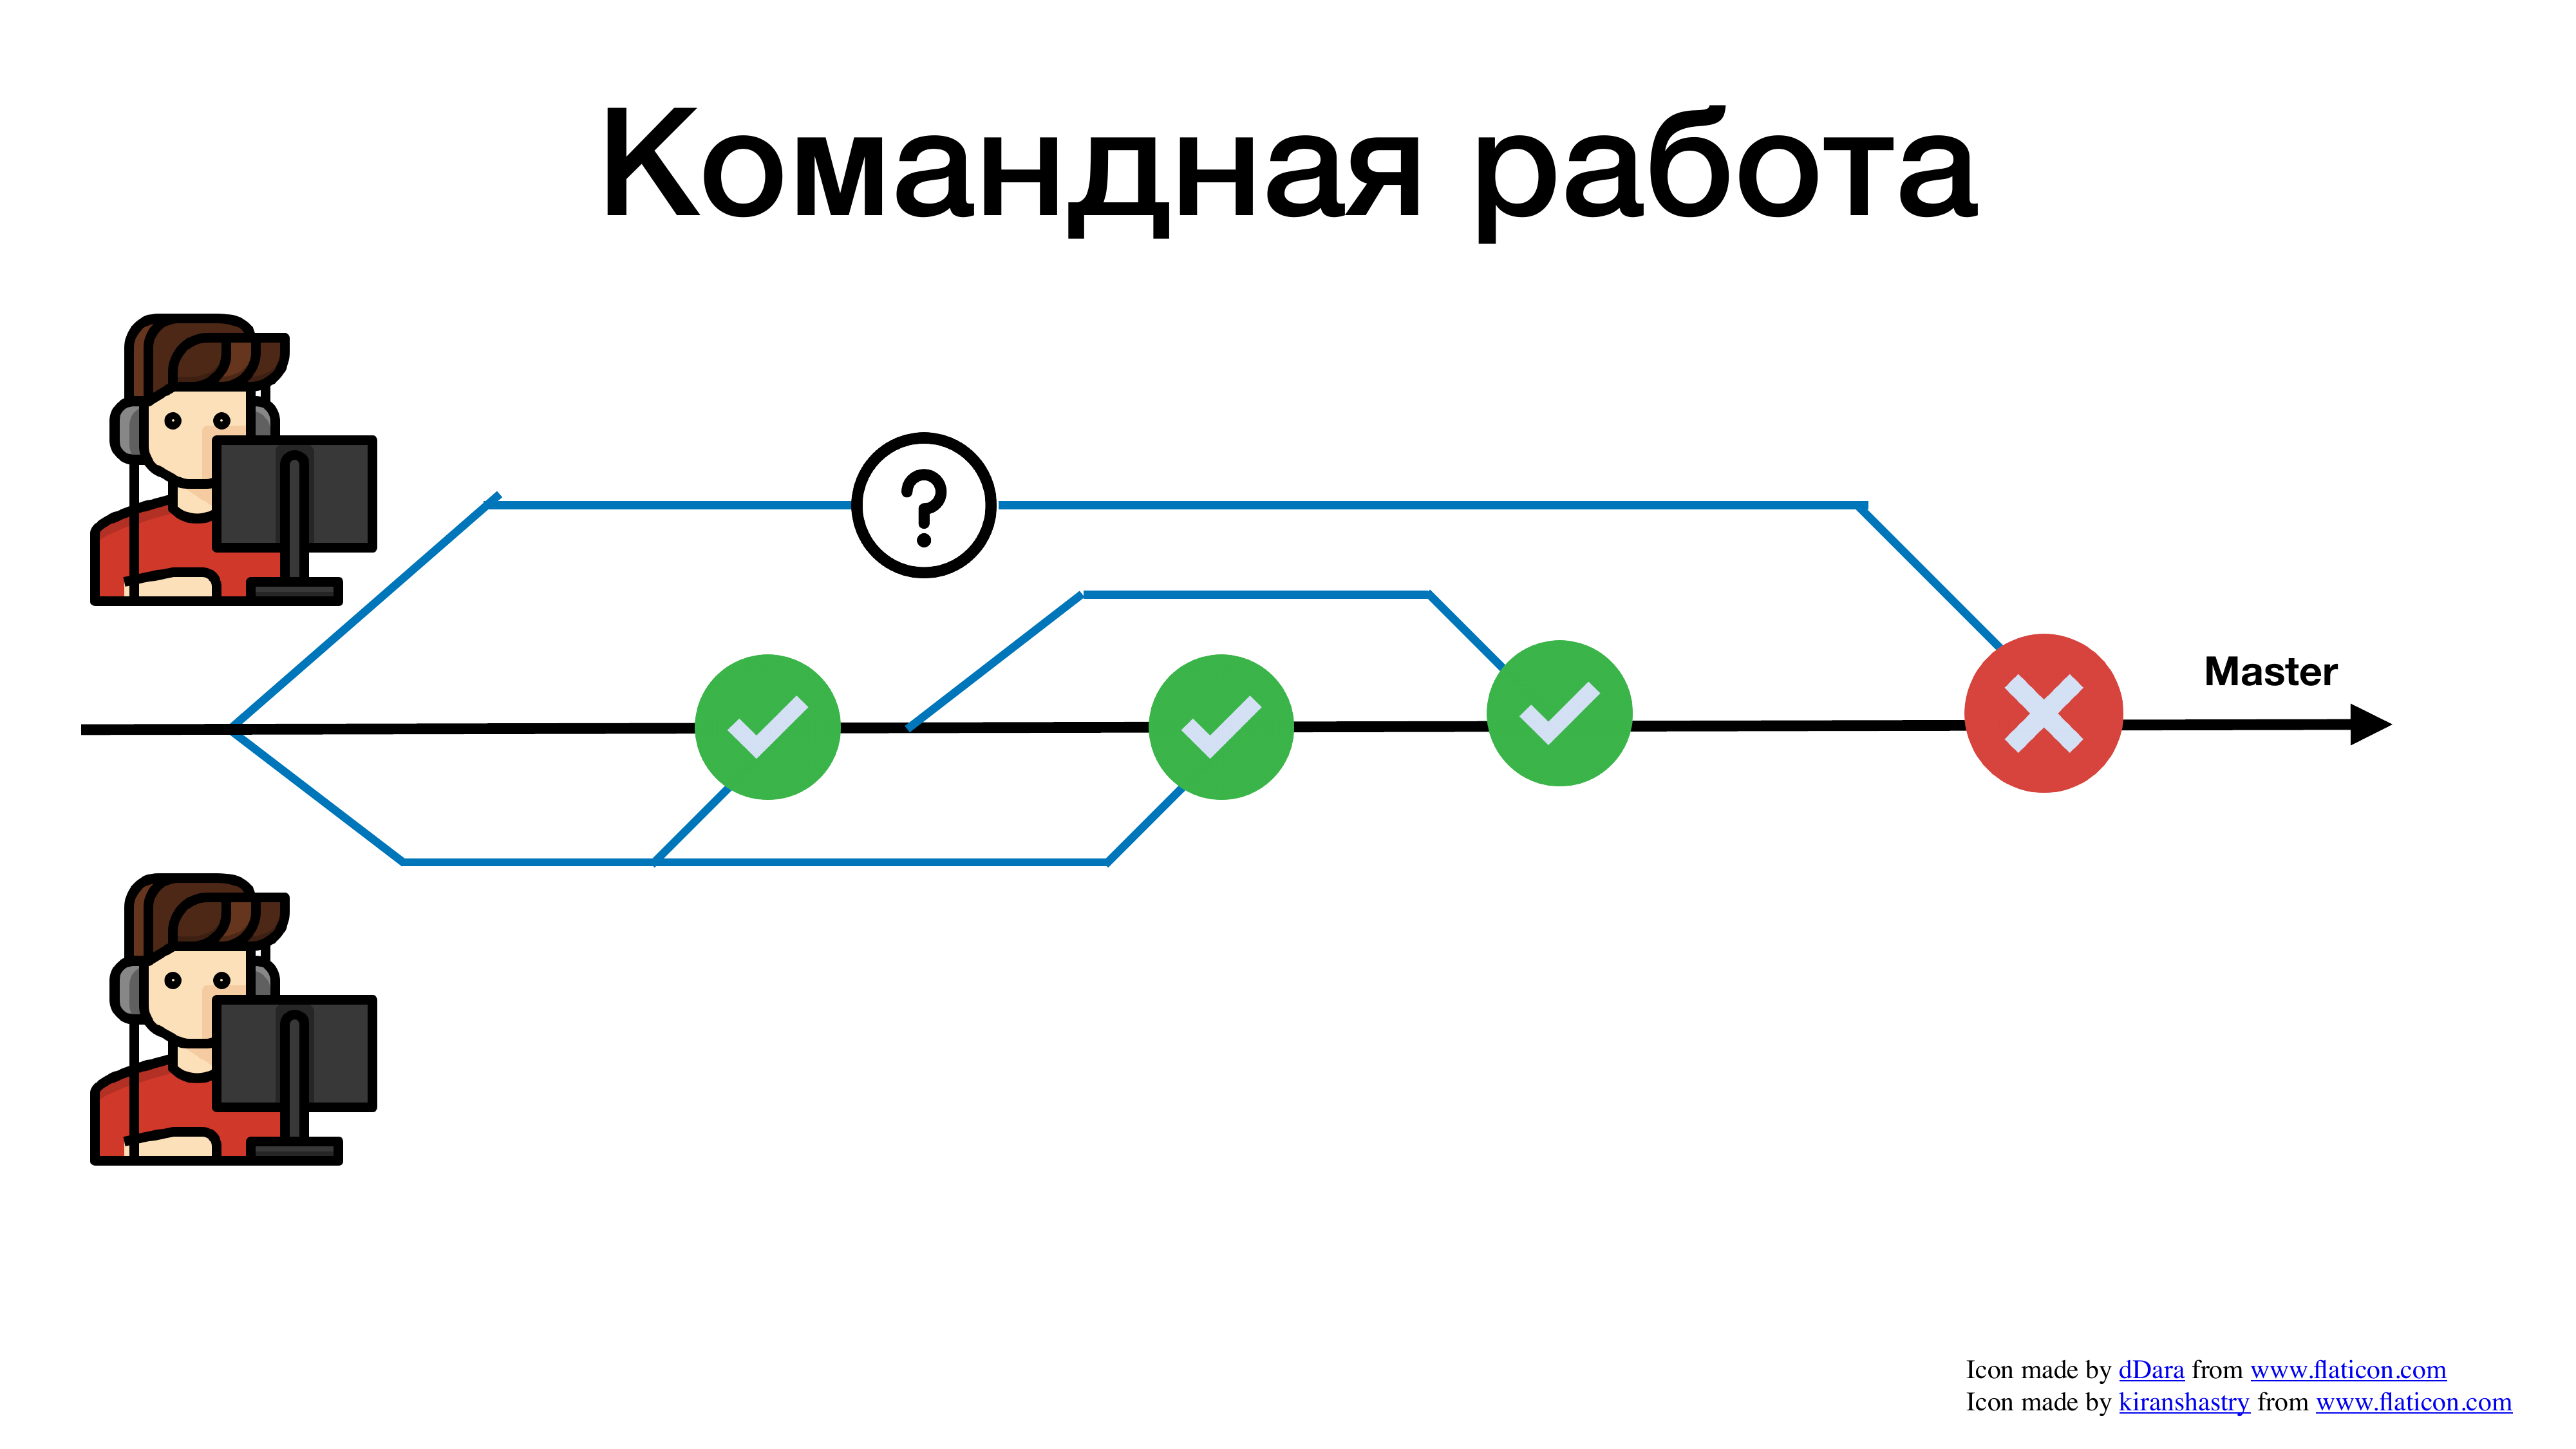 Командная работа
?
Master
Icon made by dDara from www.flaticon.com
Icon made by kiranshastry from www.flaticon.com